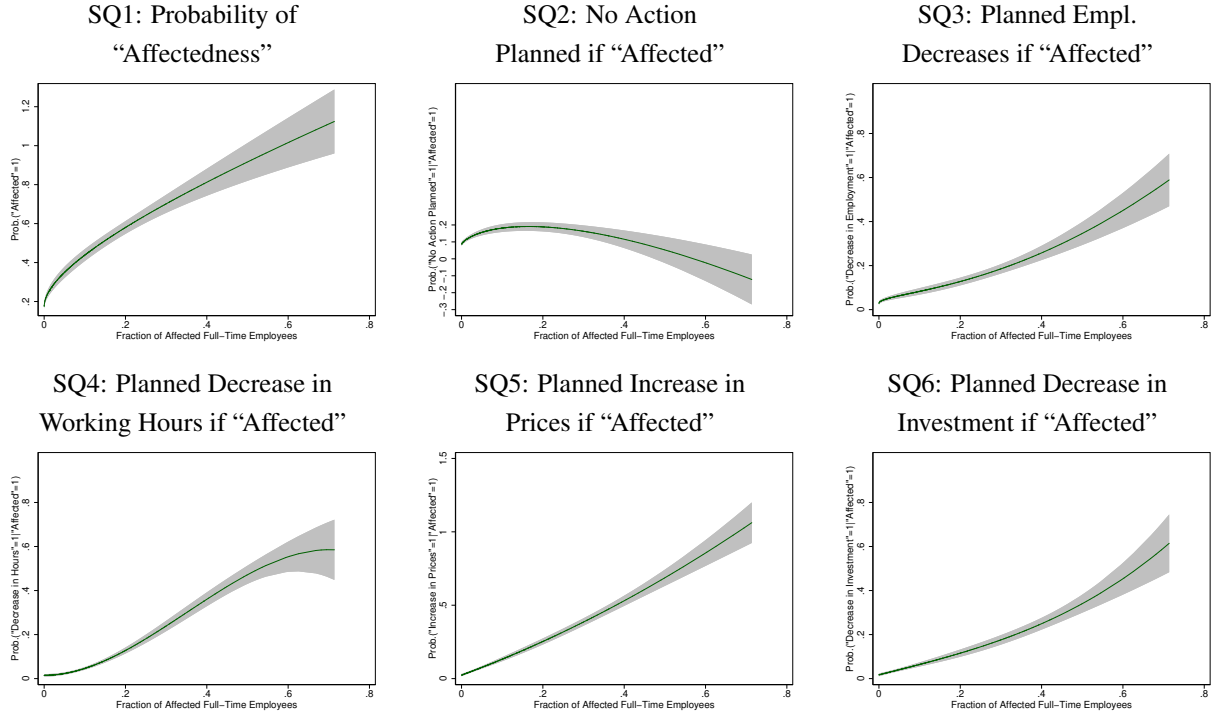 SQ1: Probability of
“Affectedness”
Prob.("Affected"=1)
1.2
1
.8
.6
.4
.2
0 .2 .4 .6 .8
Fraction of Affected Full−Time Employees
SQ2: No Action
Planned if “Affected”
Prob.("No Action Planned"=1|"Affected"=1)
.2
.1
0
−.1
−.2
−.3
0 .2 .4 .6 .8
Fraction of Affected Full−Time Employees
SQ3: Planned Empl.
Decreases if “Affected”
Prob.("Decrease in Employment"=1|"Affected"=1)
.8
.6
.4
.2
0
0 .2 .4 .6 .8
Fraction of Affected Full−Time Employees
SQ4: Planned Decrease in
Working Hours if “Affected”
Prob.("Decrease in Hours"=1|"Affected"=1)
.8
.6
.4
.2
0
0 .2 .4 .6 .8
Fraction of Affected Full−Time Employees
SQ5: Planned Increase in
Prices if “Affected”
Prob.("Increase in Prices"=1|"Affected"=1)
1.5
1
.5
0
0 .2 .4 .6 .8
Fraction of Affected Full−Time Employees
SQ6: Planned Decrease in
Investment if “Affected”
Prob.("Decrease in Investment"=1|"Affected"=1)
.8
.6
.4
.2
0
0 .2 .4 .6 .8
Fraction of Affected Full−Time Employees